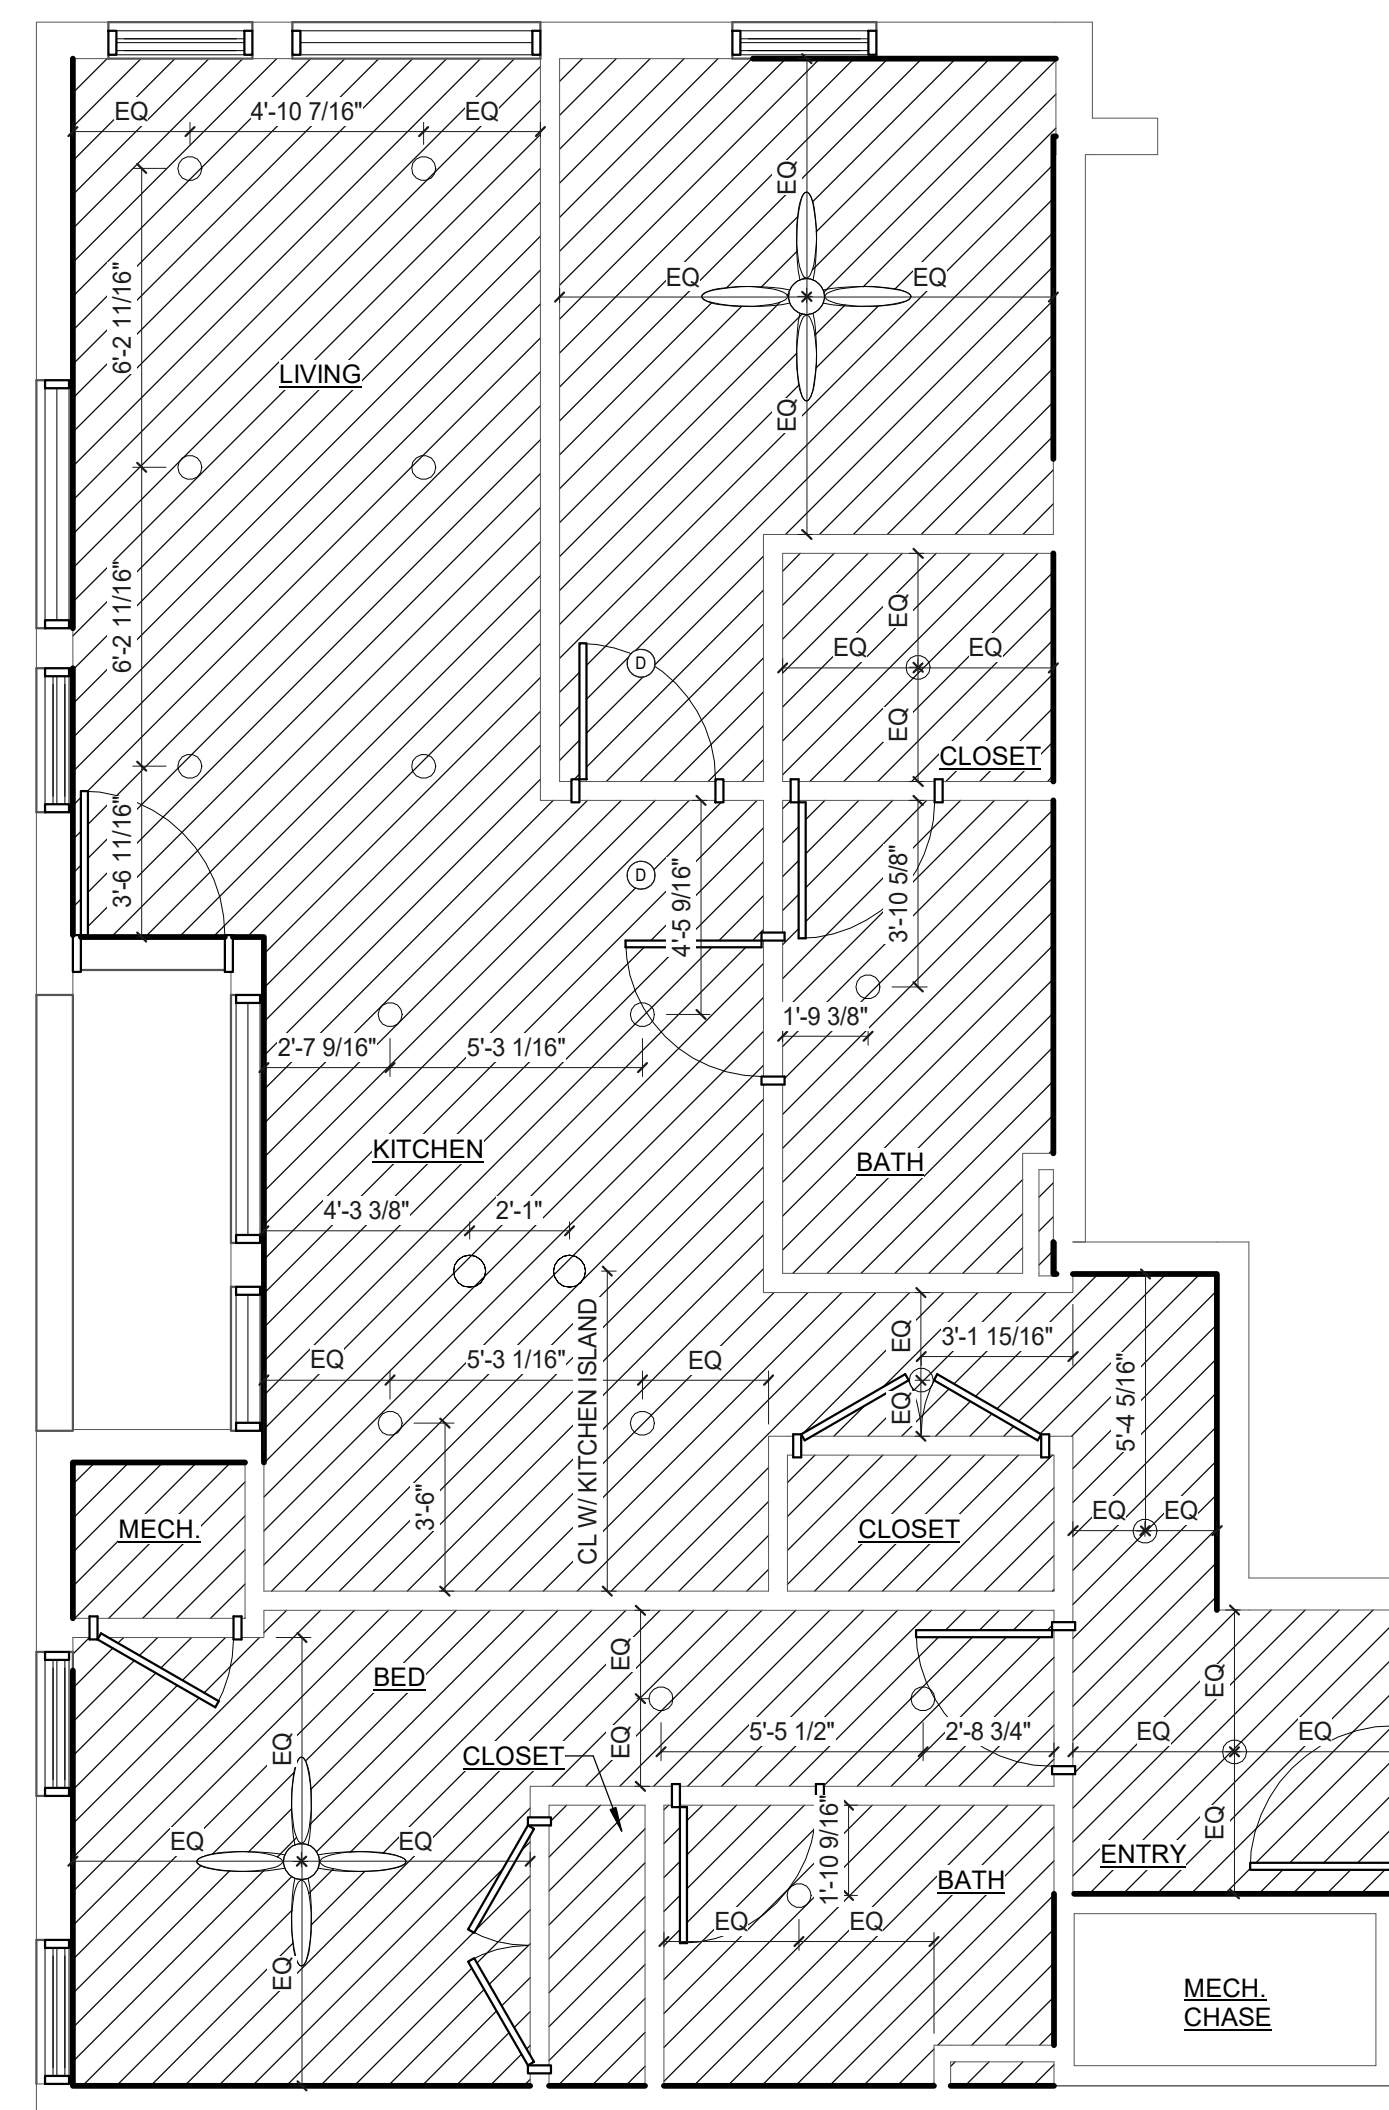 EQ
4'-10 7/16"
EQ
EQ
6'-2 11/16"
EQ
EQ
LIVING
EQ
6'-2 11/16"
EQ
EQ
EQ
D
EQ
CLOSET
3'-6 11/16"
D
4'-5 9/16"
3'-10 5/8"
1'-9 3/8"
2'-7 9/16"
5'-3 1/16"
KITCHEN
BATH
4'-3 3/8"
2'-1"
CL W/ KITCHEN ISLAND
EQ
3'-1 15/16"
EQ
5'-3 1/16"
EQ
EQ
5'-4 5/16"
3'-6"
EQ
EQ
MECH.
CLOSET
EQ
BED
EQ
EQ
5'-5 1/2"
2'-8 3/4"
EQ
EQ
EQ
EQ
CLOSET
EQ
EQ
EQ
1'-10 9/16"
ENTRY
BATH
EQ
EQ
EQ
MECH.
CHASE